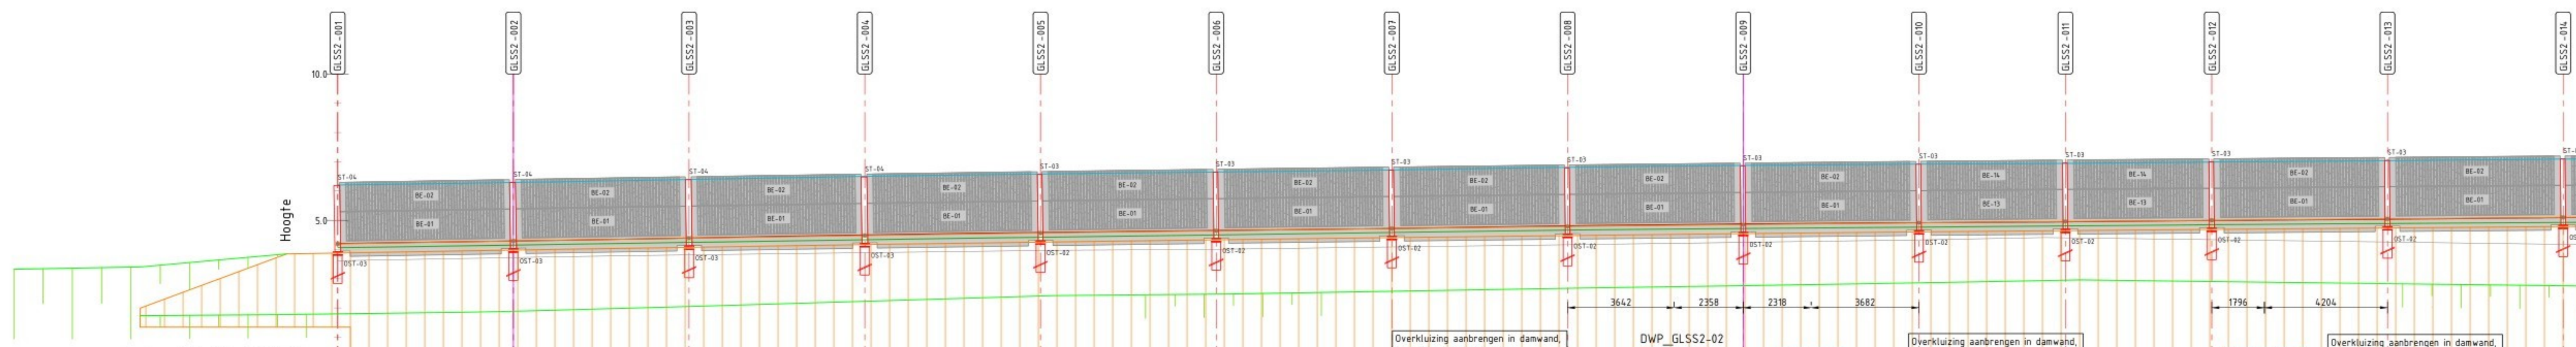 GLSS2-001 GLSS2-002 GLSS2-003 GLSS2-004 GLSS2-005 GLSS2-006 GLSS2-007 GLSS2-008 GLSS2-009 GLSS2-010 GLSS2-011 GLSS2-012 GLSS2-013 GLSS2-014
10.0
ST-04 ST-04 ST-04 ST-04 ST-03 ST-03 ST-03 ST-03 ST-03 ST-03 ST-03 ST-03 ST-03
BE-02 BE-02 BE-02 BE-02 BE-02 BE-02 BE-02 BE-02 BE-02 BE-14 BE-14 BE-02 BE-02
Hoogte
5.0
BE-01 BE-01 BE-01 BE-01 BE-01 BE-01 BE-01 BE-01 BE-01 BE-13 BE-13 BE-01 BE-01
OST-03 OST-03 OST-03 OST-03 OST-02 OST-02 OST-02 OST-02 OST-02 OST-02 OST-02 OST-02 OST-02
3642 2358 2318 3682 1796 4204
Overkluizing aanbrengen in damwand, DWP_GLSS2-02 Overkluizing aanbrengen in damwand, Overkluizing aanbrengen in damwand,